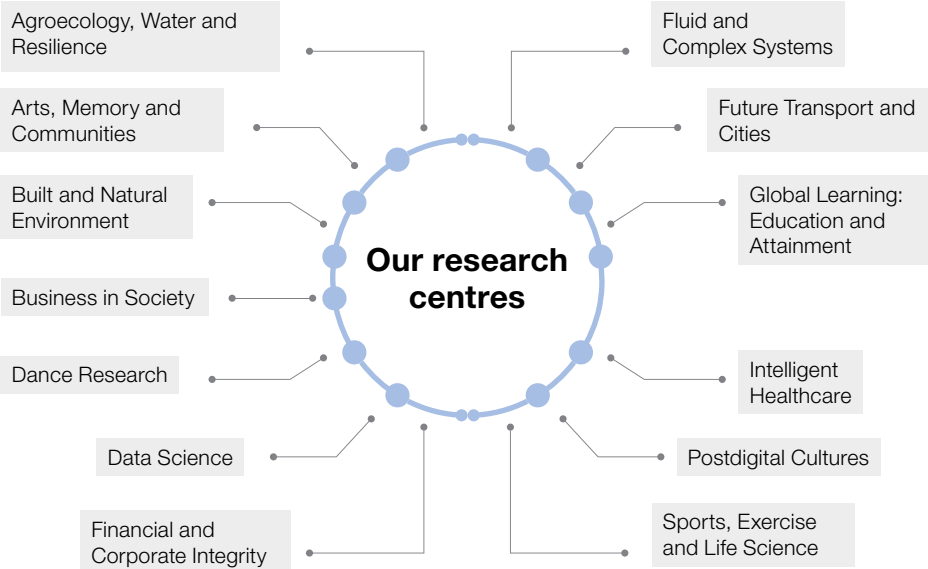 Agroecology, Water and
Resilience
Arts, Memory and
Communities
Built and Natural
Environment
Business in Society
Dance Research
Data Science
Financial and
Corporate Integrity
Our research
centres
Fluid and
Complex Systems
Future Transport and
Cities
Global Learning:
Education and
Attainment
Intelligent
Healthcare
Postdigital Cultures
Sports, Exercise
and Life Science